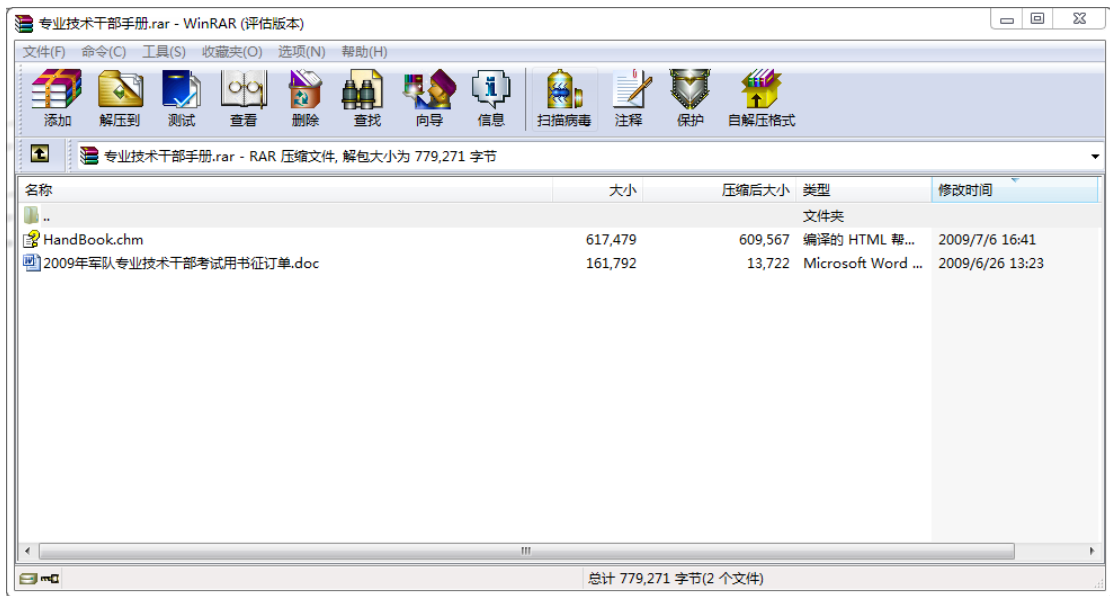 专业技术干部手册.rar - WinRAR (评估版本)
文件(F) 命令(C) 工具(S) 收藏夹(O) 选项(N) 帮助(H)
添加 解压到 测试 查看 删除 查找 向导 信息 扫描病毒 注释 保护 自解压格式
专业技术干部手册.rar - RAR 压缩文件, 解包大小为 779,271 字节
名称 大小 压缩后大小 类型 修改时间
.. 文件夹
HandBook.chm 617,479 609,567 编译的 HTML 帮... 2009/7/6 16:41
2009年军队专业技术干部考试用书征订单.doc 161,792 13,722 Microsoft Word ... 2009/6/26 13:23
总计 779,271 字节(2 个文件)